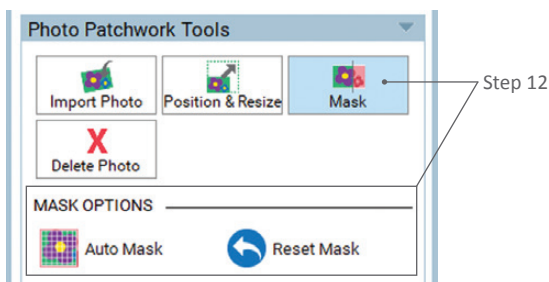 Photo Patchwork Tools
Import Photo Position & Resize Mask
Step 12
Delete Photo
MASK OPTIONS
Auto Mask Reset Mask